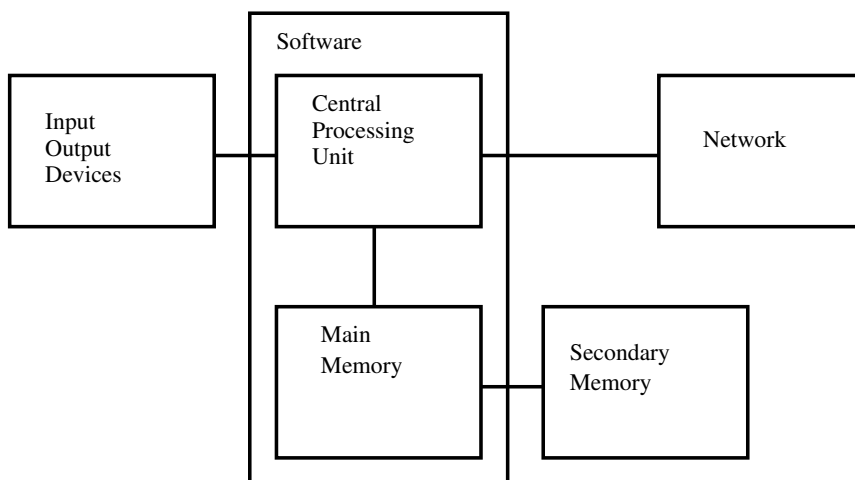 Software
Input
Output
Devices
Central
Processing
Unit
Network
Main
Memory
Secondary
Memory